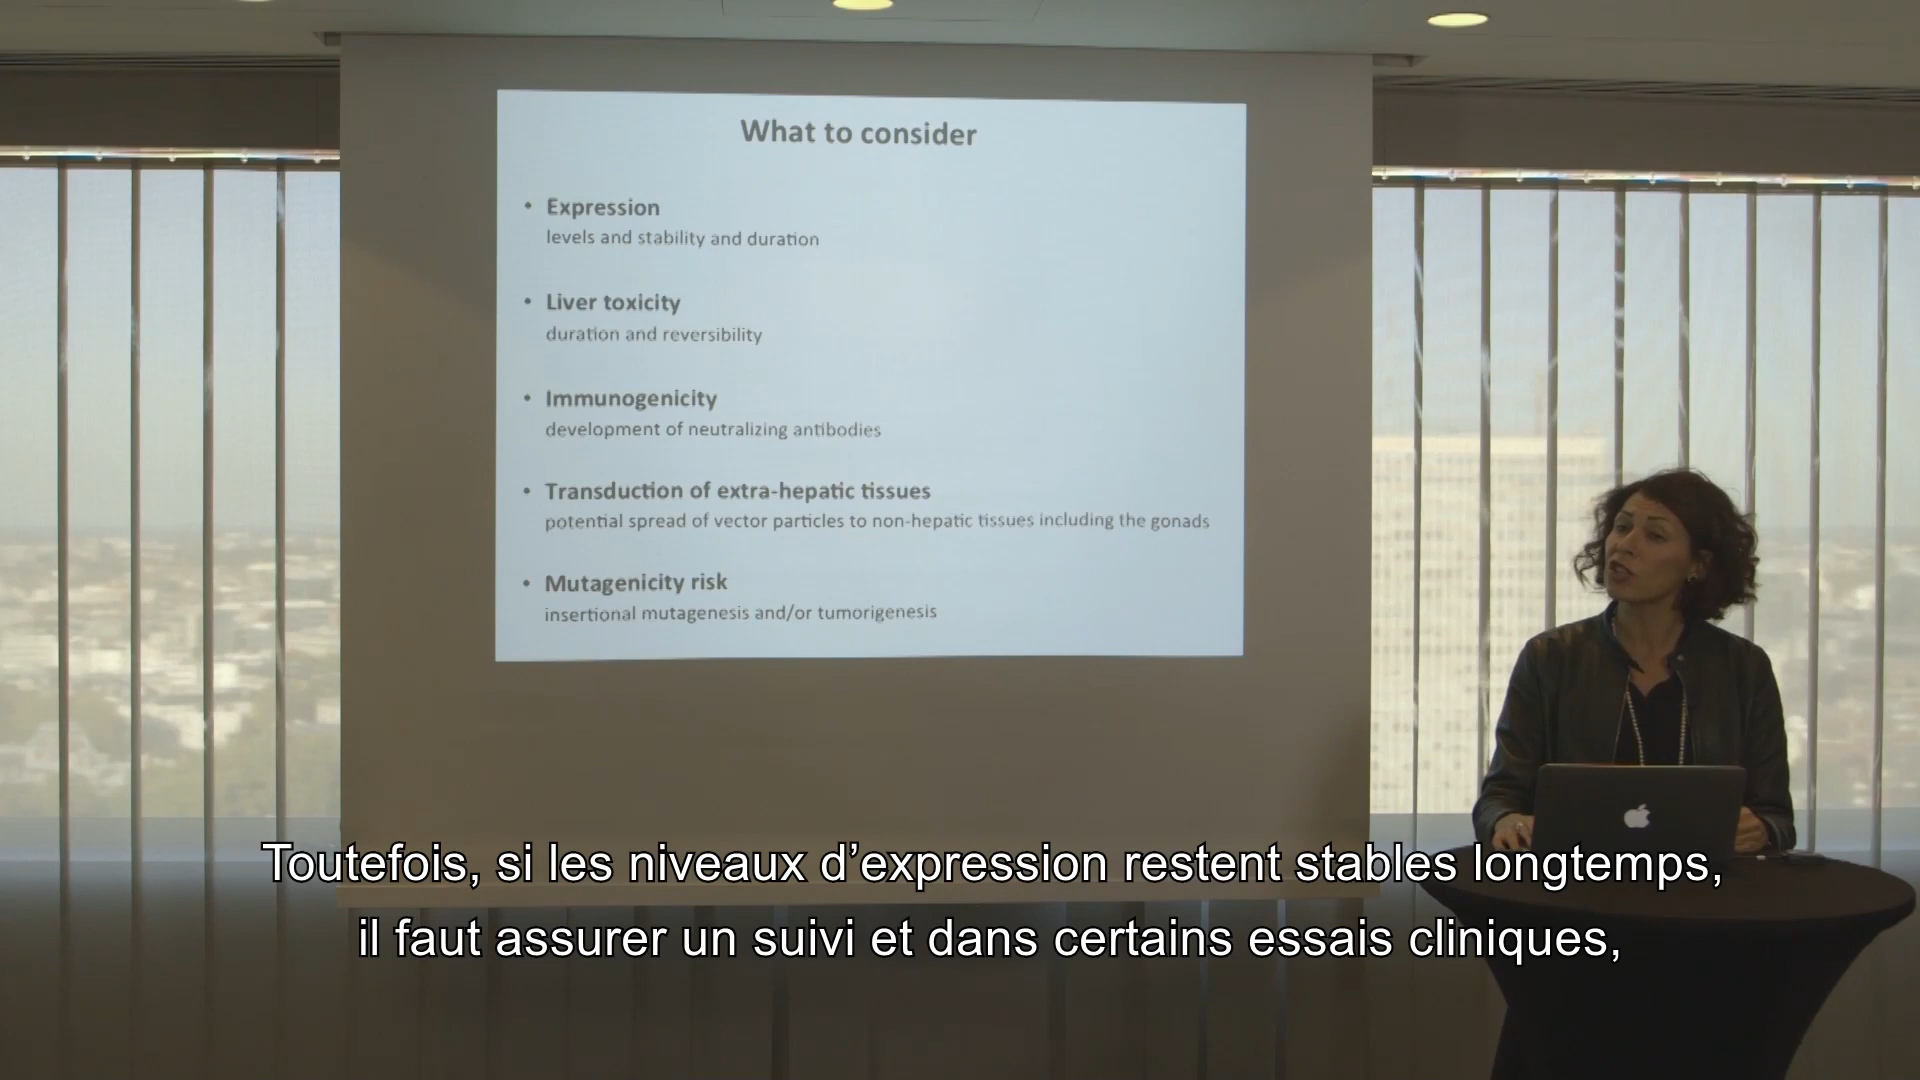 What to consider
• Expression
levels and stability and duration
• Liver toxicity
duration and reversibility
• Immunogenicity
development of neutralizing antibodies
• Transduction of extra-hepatic tissues
potential spread of vector particles to non-hepatic tissues including the gonads
• Mutagenicity risk
insertional mutagenesis and/or tumorigenesis
Toutefois, si les niveaux d’expression restent stables longtemps,
il faut assurer un suivi et dans certains essais cliniques,